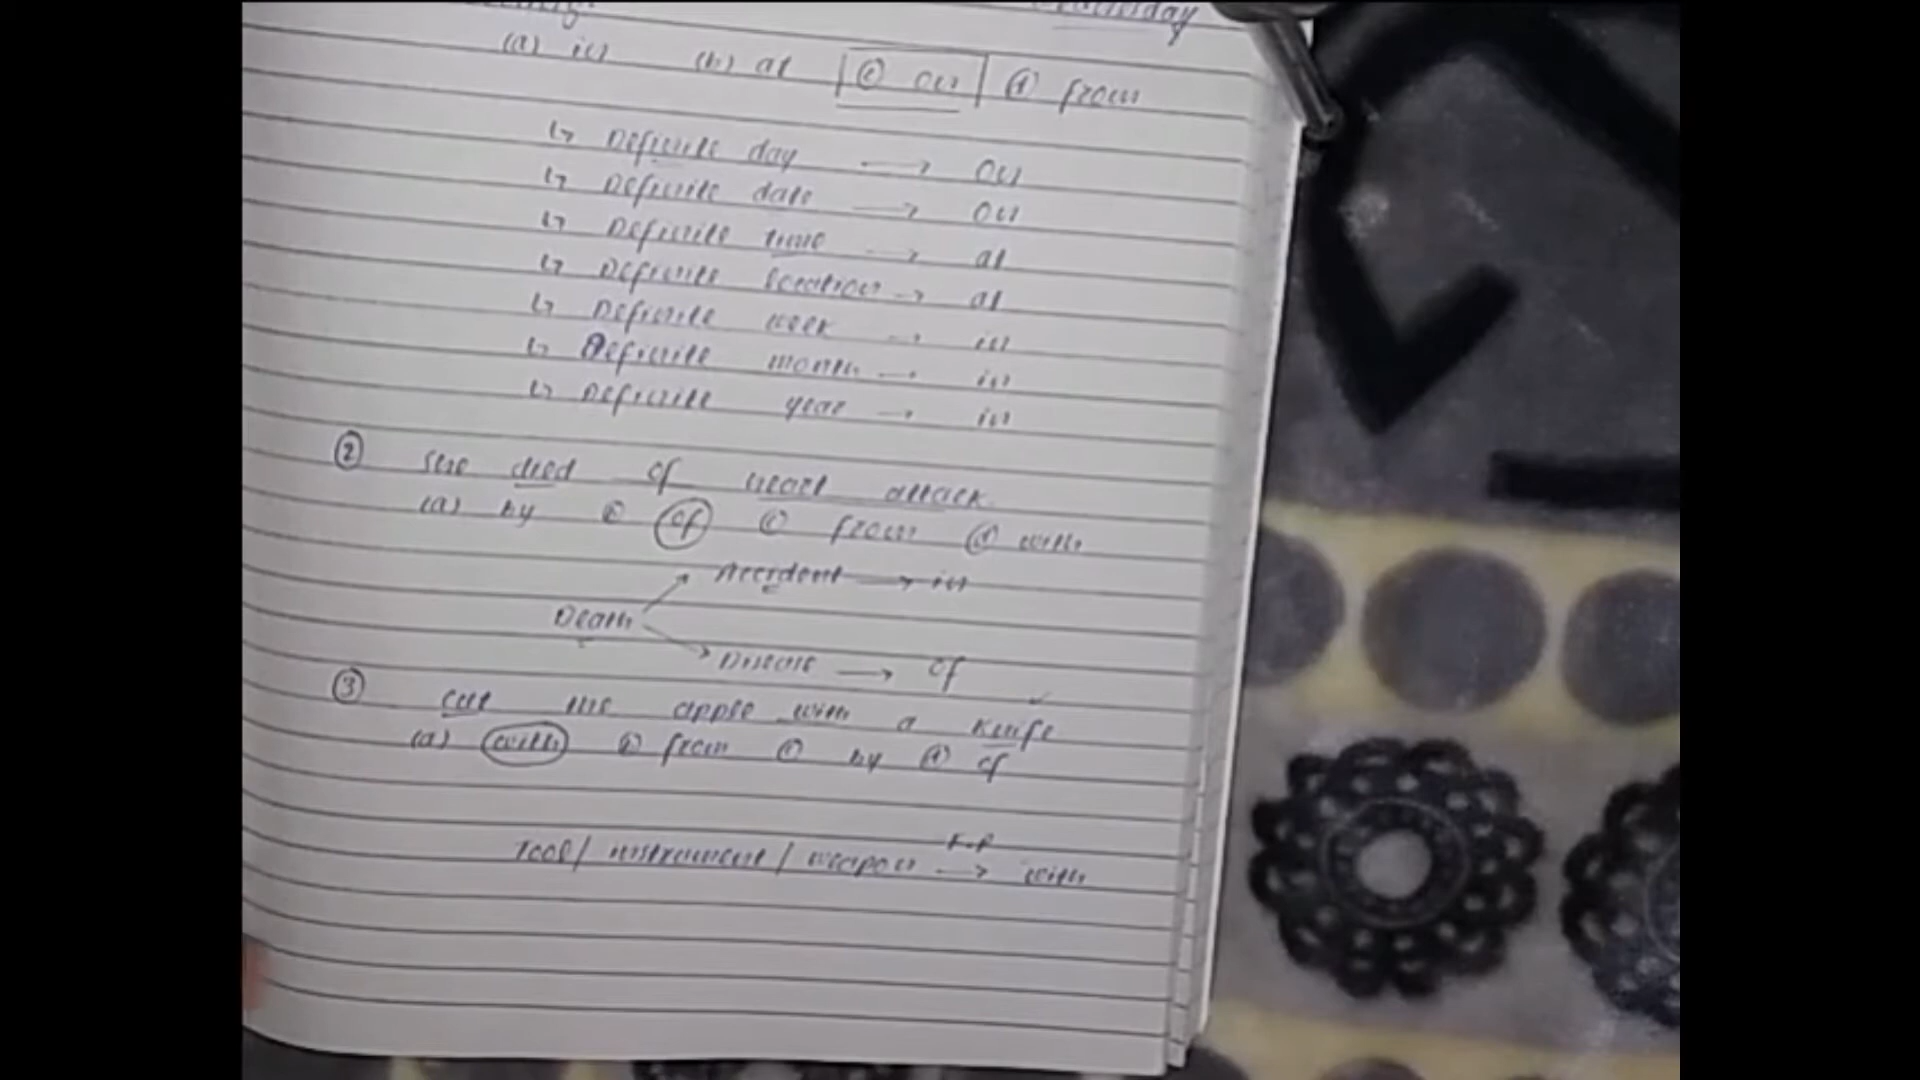 (a) in (b) at (c) on (d) from
↳ Definite day → on
↳ Definite date → on
↳ Definite time → at
↳ Definite location → at
↳ Definite week → in
↳ Definite month → in
↳ Definite year → in
② She died of heart attack.
(a) by (b) of (c) from (d) with
Accident → in
Death
Disease → of
③ cut the apple with a knife
(a) with (b) from (c) by (d) of
Tool / instrument / weapon → with